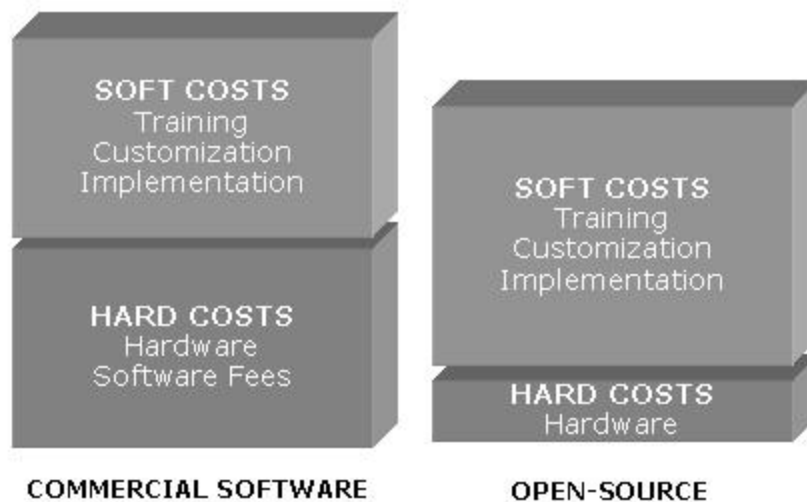 SOFT COSTS
Training
Customization
Implementation
HARD COSTS
Hardware
Software Fees
COMMERCIAL SOFTWARE
SOFT COSTS
Training
Customization
Implementation
HARD COSTS
Hardware
OPEN-SOURCE